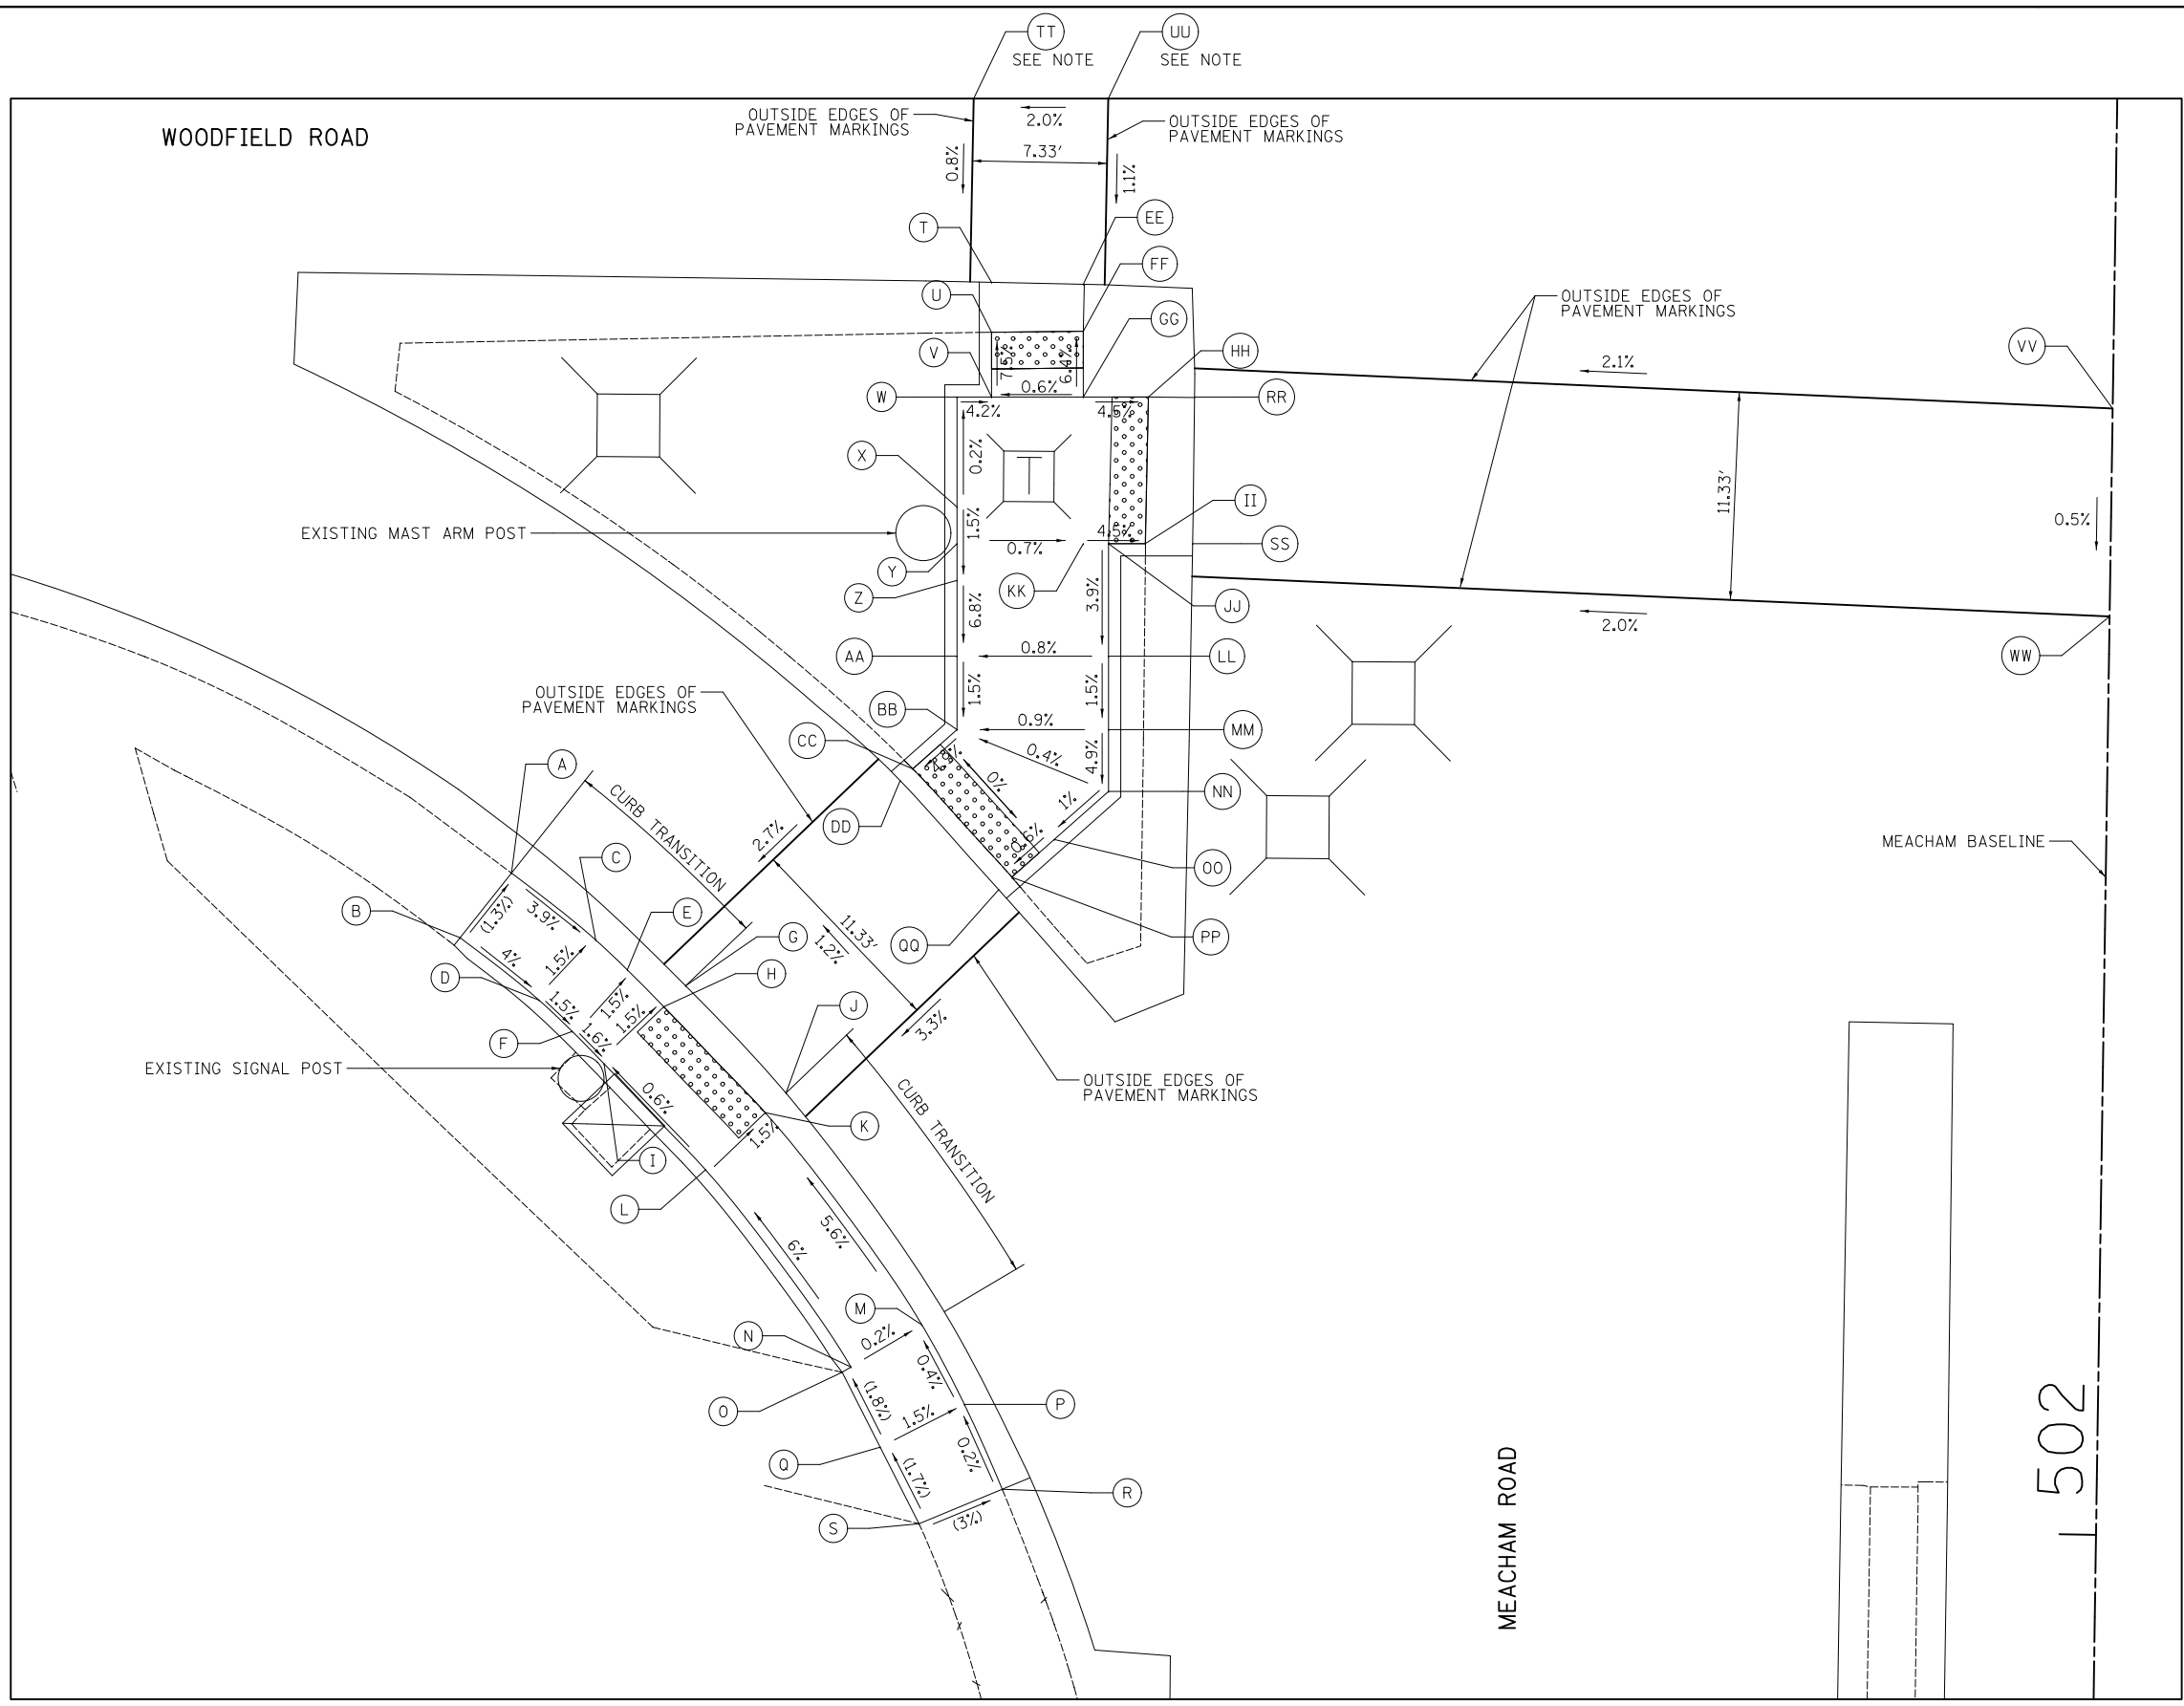 TT
UU
SEE NOTE
SEE NOTE
WOODFIELD ROAD
OUTSIDE EDGES OF
PAVEMENT MARKINGS
2.0%
OUTSIDE EDGES OF
PAVEMENT MARKINGS
7.33'
0.8%
1.1%
T
EE
FF
U
GG
V
HH
7.5%
6.4%
OUTSIDE EDGES OF
PAVEMENT MARKINGS
VV
2.1%
W
0.6%
RR
4.2%
4.5%
X
0.2%
T
II
11.33'
0.5%
EXISTING MAST ARM POST
1.5%
4.5%
0.7%
SS
Y
Z
KK
JJ
6.8%
3.9%
2.0%
AA
0.8%
LL
WW
OUTSIDE EDGES OF
PAVEMENT MARKINGS
1.5%
1.5%
BB
0.9%
MM
CC
0.4%
4.9%
4.9%
0%
NN
A
CURB TRANSITION
1%
DD
2.7%
0.6%
MEACHAM BASELINE
C
OO
B
(1.3%)
3.9%
E
11.33'
G
1.2%
QQ
PP
4%
1.5%
H
D
1.5%
1.5%
1.5%
J
3.3%
F
1.6%
EXISTING SIGNAL POST
0.6%
OUTSIDE EDGES OF
PAVEMENT MARKINGS
CURB TRANSITION
K
1.5%
I
L
5.6%
6%
M
N
0.2%
0.4%
(1.8%)
O
P
1.5%
502
Q
0.2%
(1.7%)
R
S
(3%)
MEACHAM ROAD